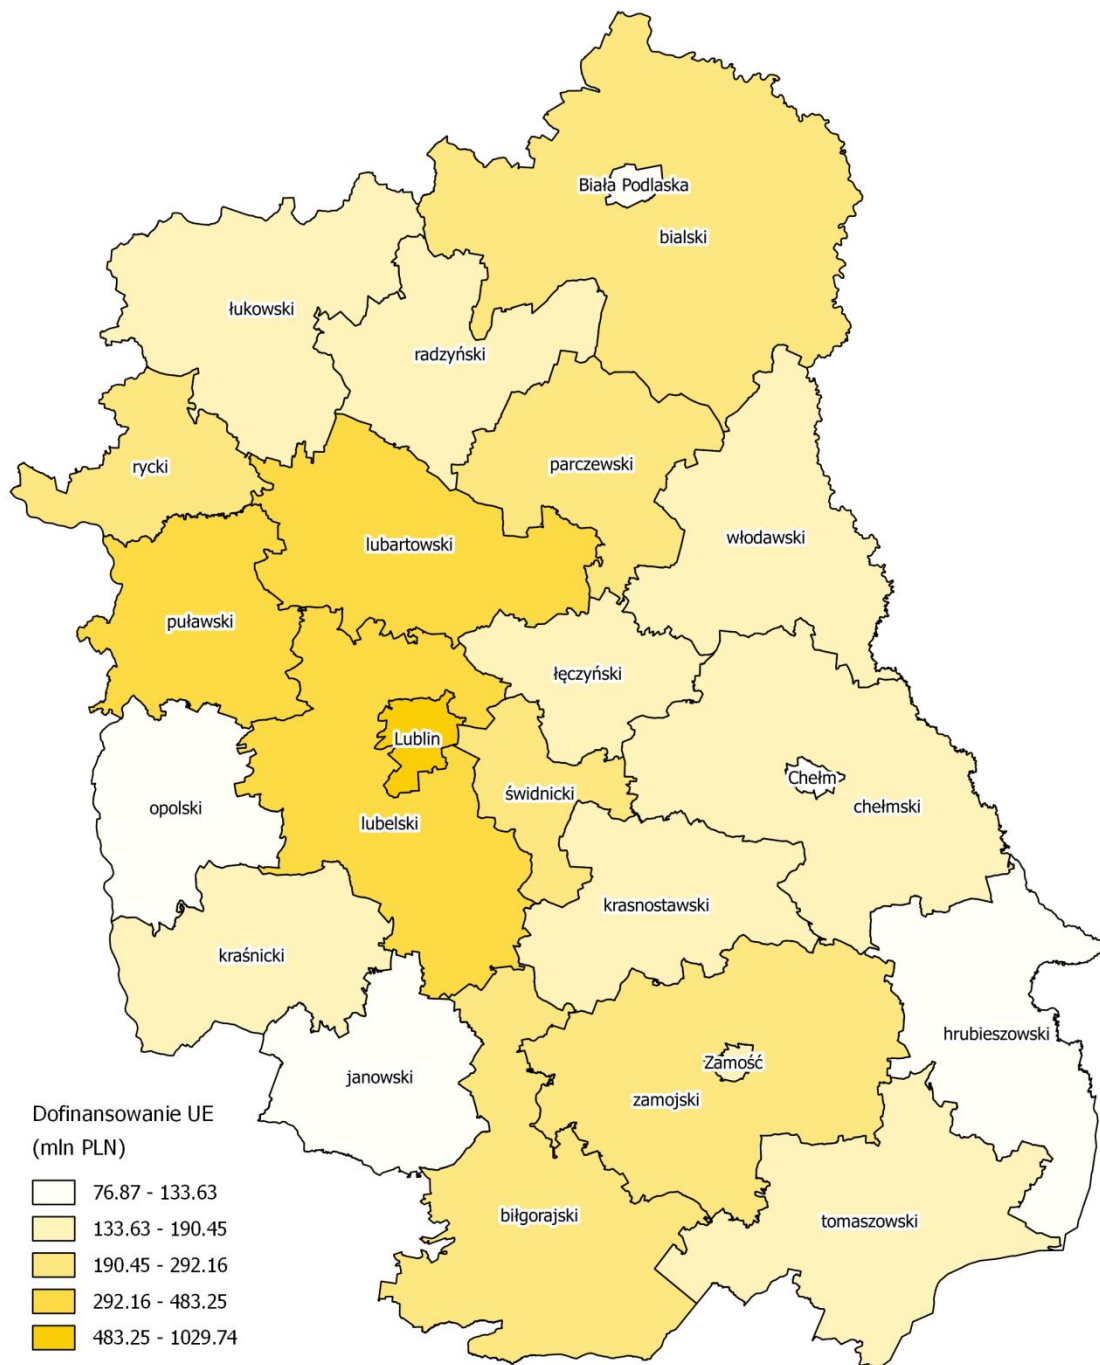 Biała Podlaska
bialski
łukowski
radzyński
rycki
parczewski
włodawski
lubartowski
puławski
łęczyński
Lublin
Chełm
opolski
świdnicki
chełmski
lubelski
krasnostawski
kraśnicki
hrubieszowski
Zamość
janowski
zamojski
Dofinansowanie UE
(mln PLN)
76.87 - 133.63
133.63 - 190.45
190.45 - 292.16
292.16 - 483.25
483.25 - 1029.74
biłgorajski
tomaszowski